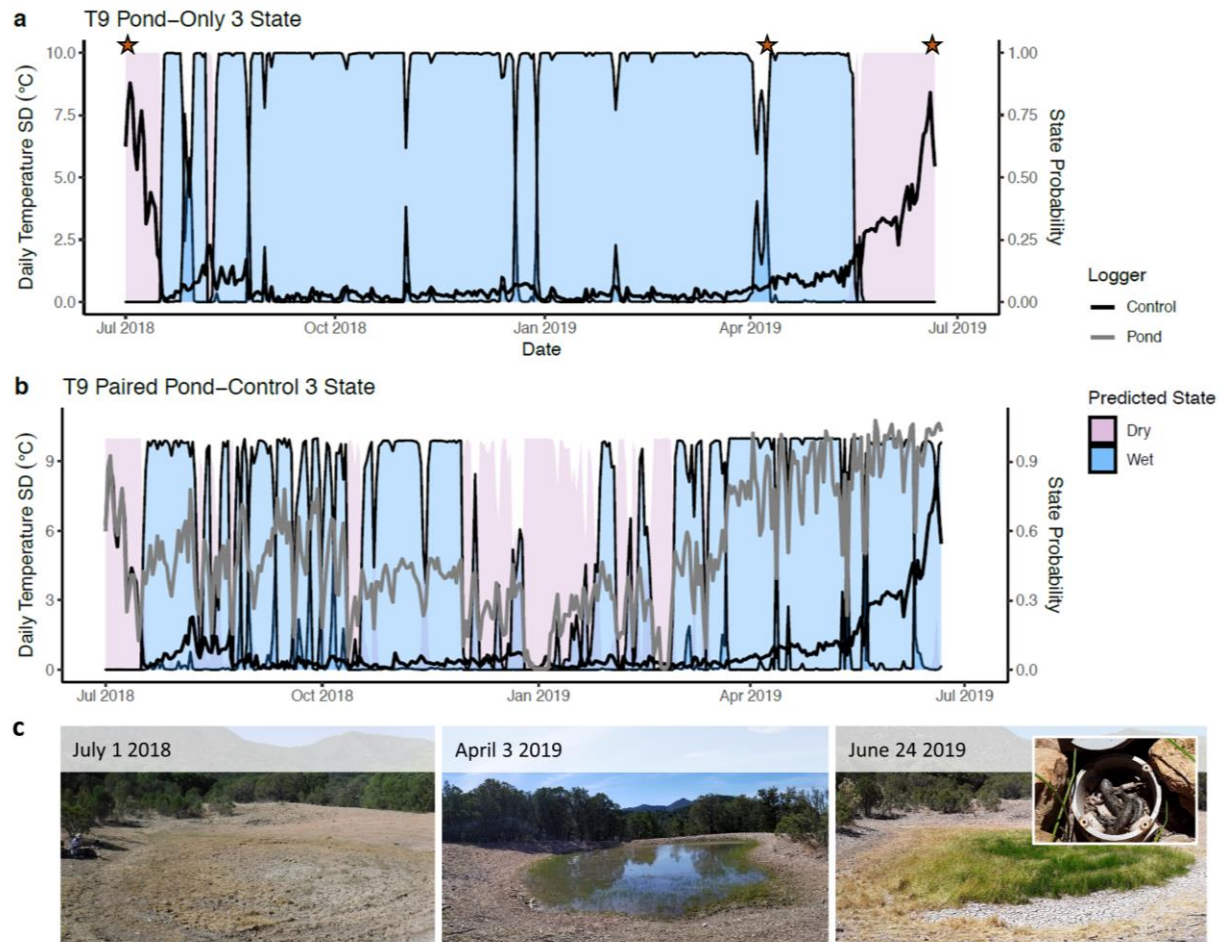 a
T9 Pond–Only 3 State
Daily Temperature SD (°C)
10.0
7.5
5.0
2.5
0.0
1.00
0.75
0.50
0.25
0.00
State Probability
Jul 2018
Oct 2018
Jan 2019
Apr 2019
Jul 2019
Date
Logger
Control
Pond
Predicted State
Dry
Wet
b
T9 Paired Pond–Control 3 State
Daily Temperature SD (°C)
9
6
3
0
0.9
0.6
0.3
0.0
State Probability
Jul 2018
Oct 2018
Jan 2019
Apr 2019
Jul 2019
c
July 1 2018
April 3 2019
June 24 2019